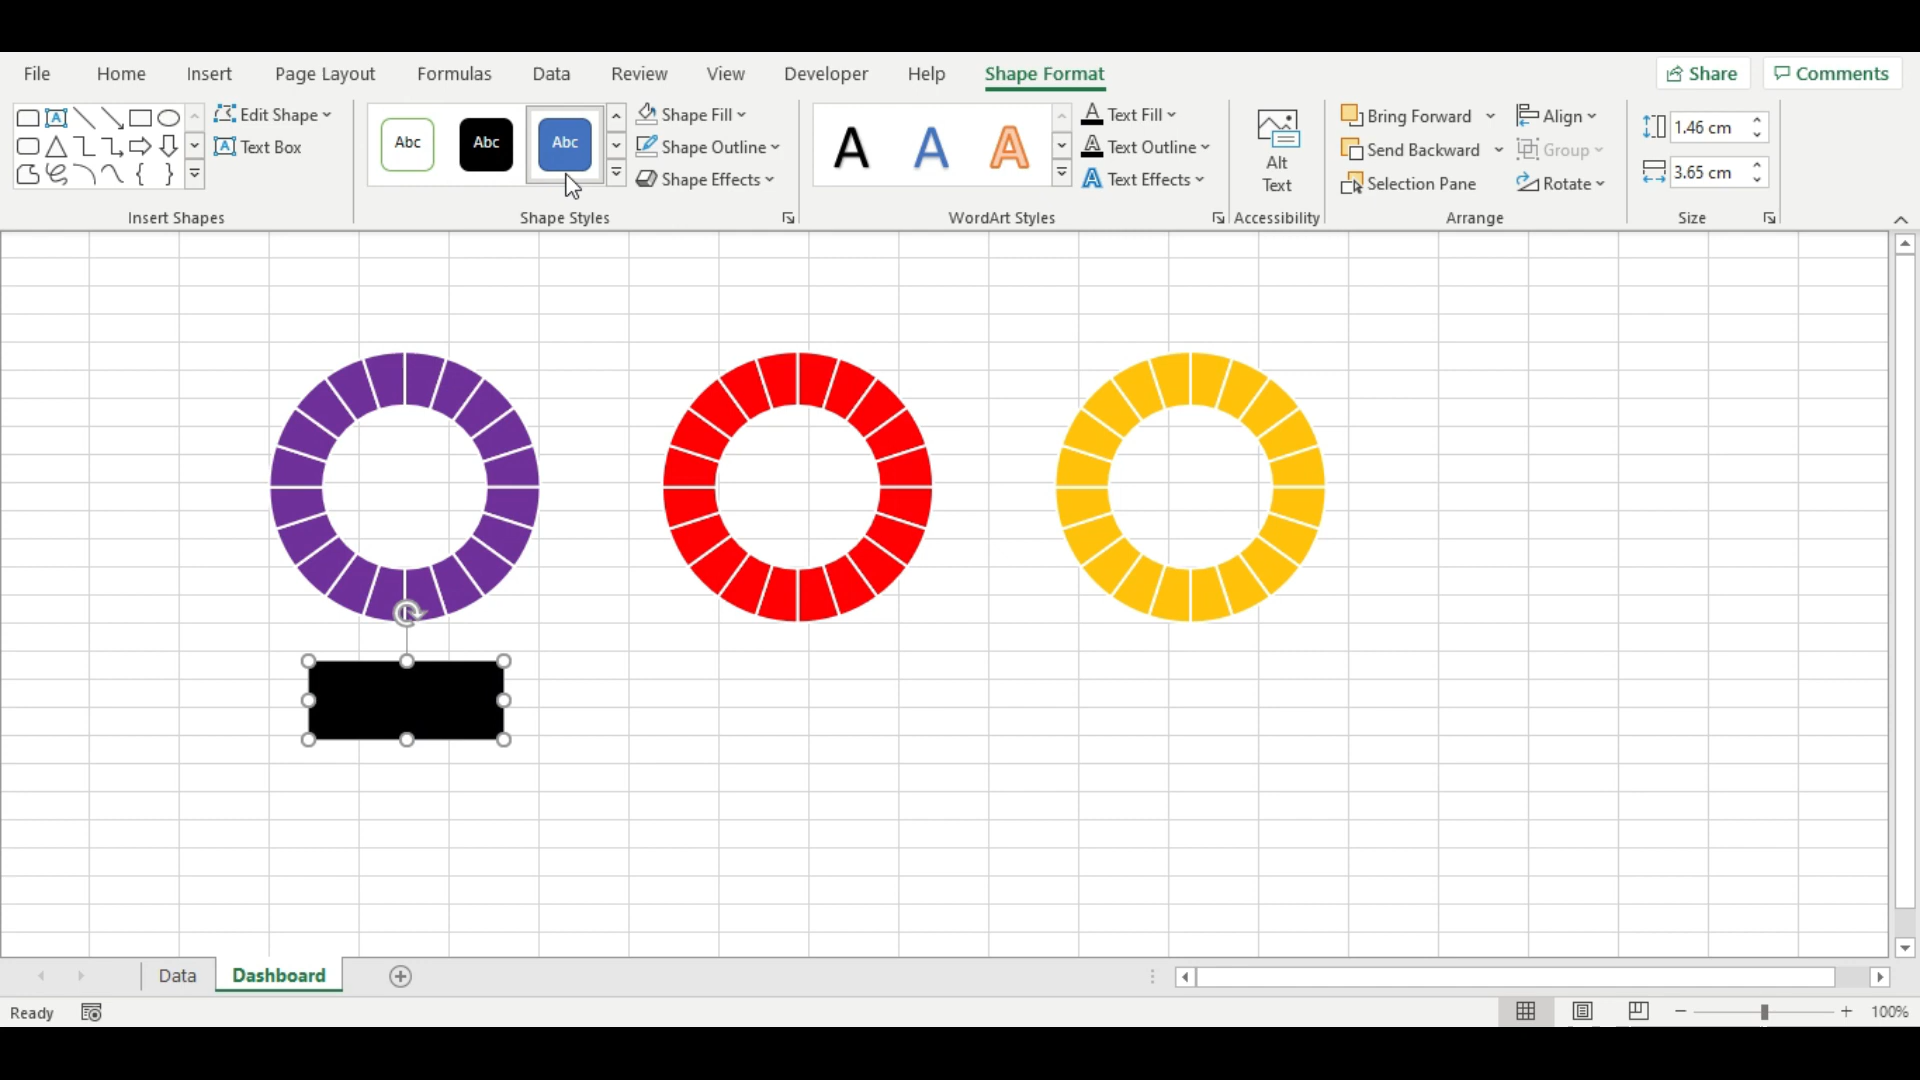 File Home Insert Page Layout Formulas Data Review View Developer Help Shape Format Share Comments
Edit Shape
Text Box
Insert Shapes
Abc Abc Abc
Shape Fill
Shape Outline
Shape Effects
Shape Styles
A A A
Text Fill
Text Outline
Text Effects
WordArt Styles
Alt
Text
Accessibility
Bring Forward
Send Backward
Selection Pane
Align
Group
Rotate
Arrange
1.46 cm
3.65 cm
Size
Data Dashboard
Ready
100%